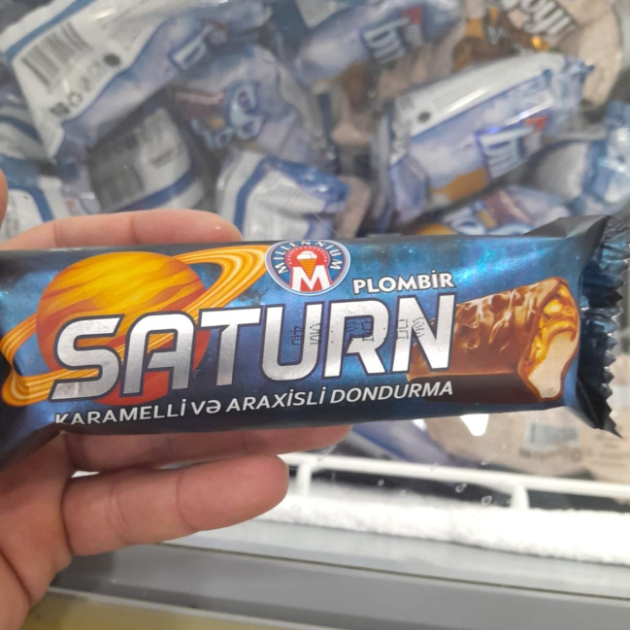 MILLENNIUM
M
PLOMBİR
SATURN
KARAMELLİ VƏ ARAXİSLİ DONDURMA